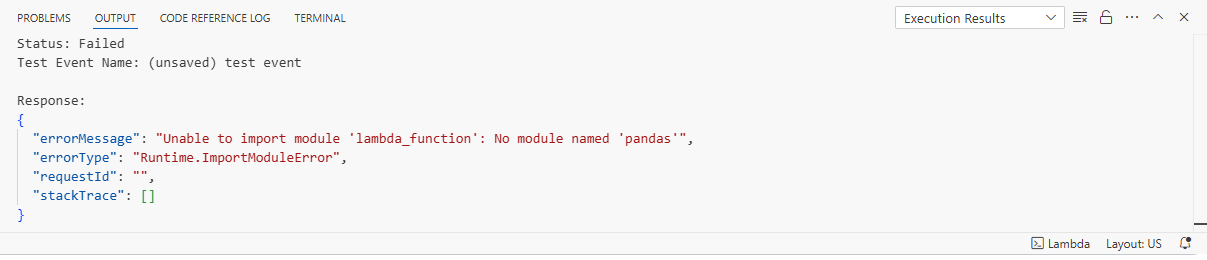 PROBLEMS OUTPUT CODE REFERENCE LOG TERMINAL Execution Results
Status: Failed
Test Event Name: (unsaved) test event
Response:
{
"errorMessage": "Unable to import module 'lambda_function': No module named 'pandas'",
"errorType": "Runtime.ImportModuleError",
"requestId": "",
"stackTrace": []
}
Lambda Layout: US